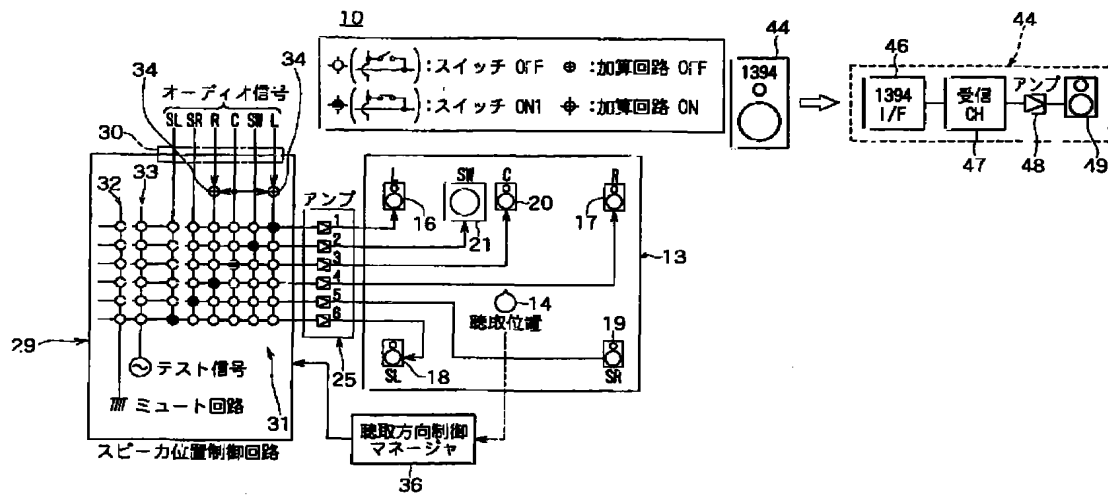 10
:スイッチ OFF
:加算回路 OFF
:スイッチ ON1
:加算回路 ON
44
1394
44
46
1394
I/F
受信
CH
アンプ
47
48
49
34
34
オーディオ信号
SL SR R C SW L
30
32
33
アンプ
1
2
3
4
5
6
25
L
16
SW
21
C
20
R
17
13
14
聴取位置
18
SL
19
SR
29
テスト信号
ミュート回路
31
スピーカ位置制御回路
聴取方向制御
マネージャ
36